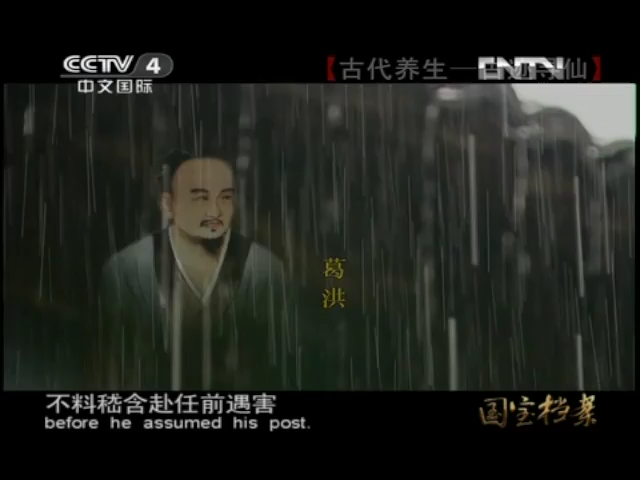 CCTV 4
中文国际
【古代养生—
仙】
CNTV
葛洪
不料嵇含赴任前遇害
before he assumed his post.
国宝档案